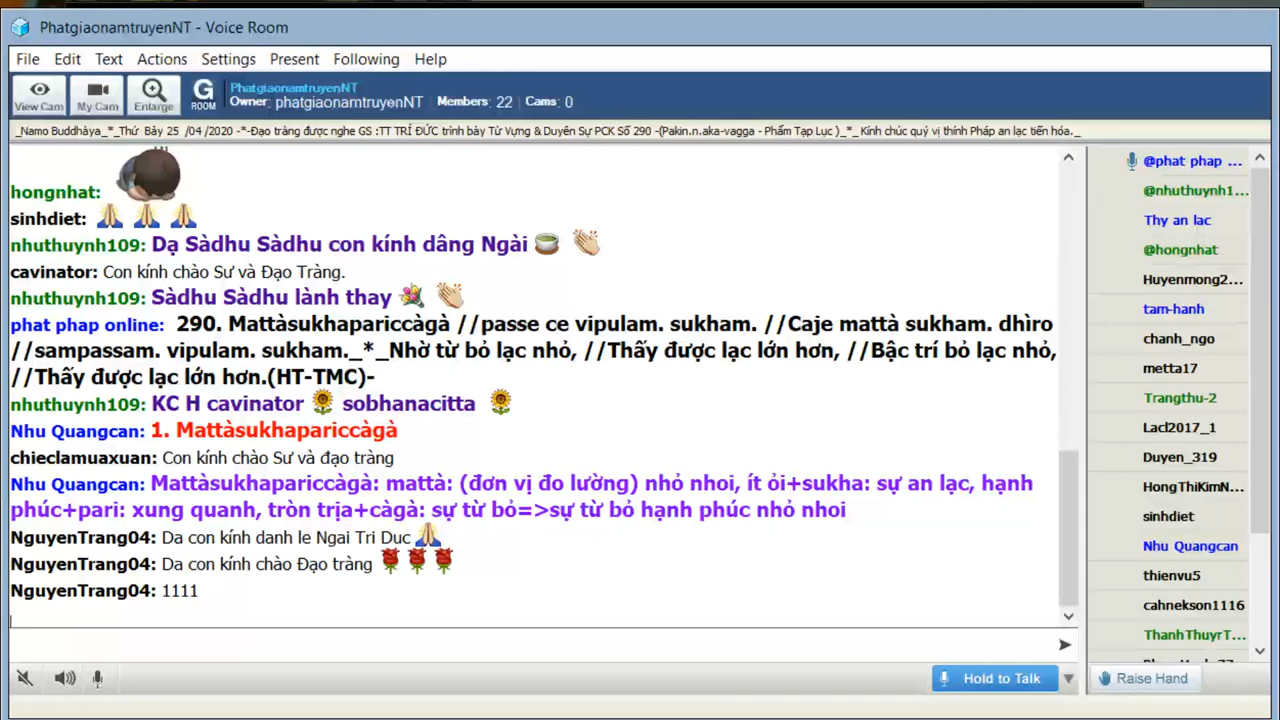 PhatgiaonamtruyenNT - Voice Room
File Edit Text Actions Settings Present Following Help
View Cam My Cam Enlarge G ROOM PhatgiaonamtruyenNT
Owner: phatgiaonamtruyenNT Members: 22 Cams: 0
_Namo Buddhàya_*_Thứ Bảy 25 /04 /2020 -*-Đạo tràng được nghe GS :TT TRÍ ĐỨC trình bày Từ Vựng & Duyên Sự PCK Số 290 -(Pakin.n.aka-vagga - Phẩm Tạp Lục )_*_ Kính chúc quý vị thính Pháp an lạc tiến hóa._
hongnhat:
sinhdiet:
nhuthuynh109: Dạ Sàdhu Sàdhu con kính dâng Ngài
cavinator: Con kính chào Sư và Đạo Tràng.
nhuthuynh109: Sàdhu Sàdhu lành thay
phat phap online: 290. Mattàsukhapariccàgà //passe ce vipulam. sukham. //Caje mattà sukham. dhìro
//sampassam. vipulam. sukham._*_Nhờ từ bỏ lạc nhỏ, //Thấy được lạc lớn hơn, //Bậc trí bỏ lạc nhỏ,
//Thấy được lạc lớn hơn.(HT-TMC)-
nhuthuynh109: KC H cavinator sobhanacitta
Nhu Quangcan: 1. Mattàsukhapariccàgà
chieclamuaxuan: Con kính chào Sư và đạo tràng
Nhu Quangcan: Mattàsukhapariccàgà: mattà: (đơn vị đo lường) nhỏ nhoi, ít ỏi+sukha: sự an lạc, hạnh
phúc+pari: xung quanh, tròn trịa+càgà: sự từ bỏ=>sự từ bỏ hạnh phúc nhỏ nhoi
NguyenTrang04: Da con kính danh le Ngai Tri Duc
NguyenTrang04: Da con kính chào Đạo tràng
NguyenTrang04: 1111
@phat phap ...
@nhuthuynh1...
Thy an lac
@hongnhat
Huyenmong2...
tam-hanh
chanh_ngo
metta17
Trangthu-2
Lacl2017_1
Duyen_319
HongThiKimN...
sinhdiet
Nhu Quangcan
thienvu5
cahnekson1116
ThanhThuyrT...
Hold to Talk Raise Hand